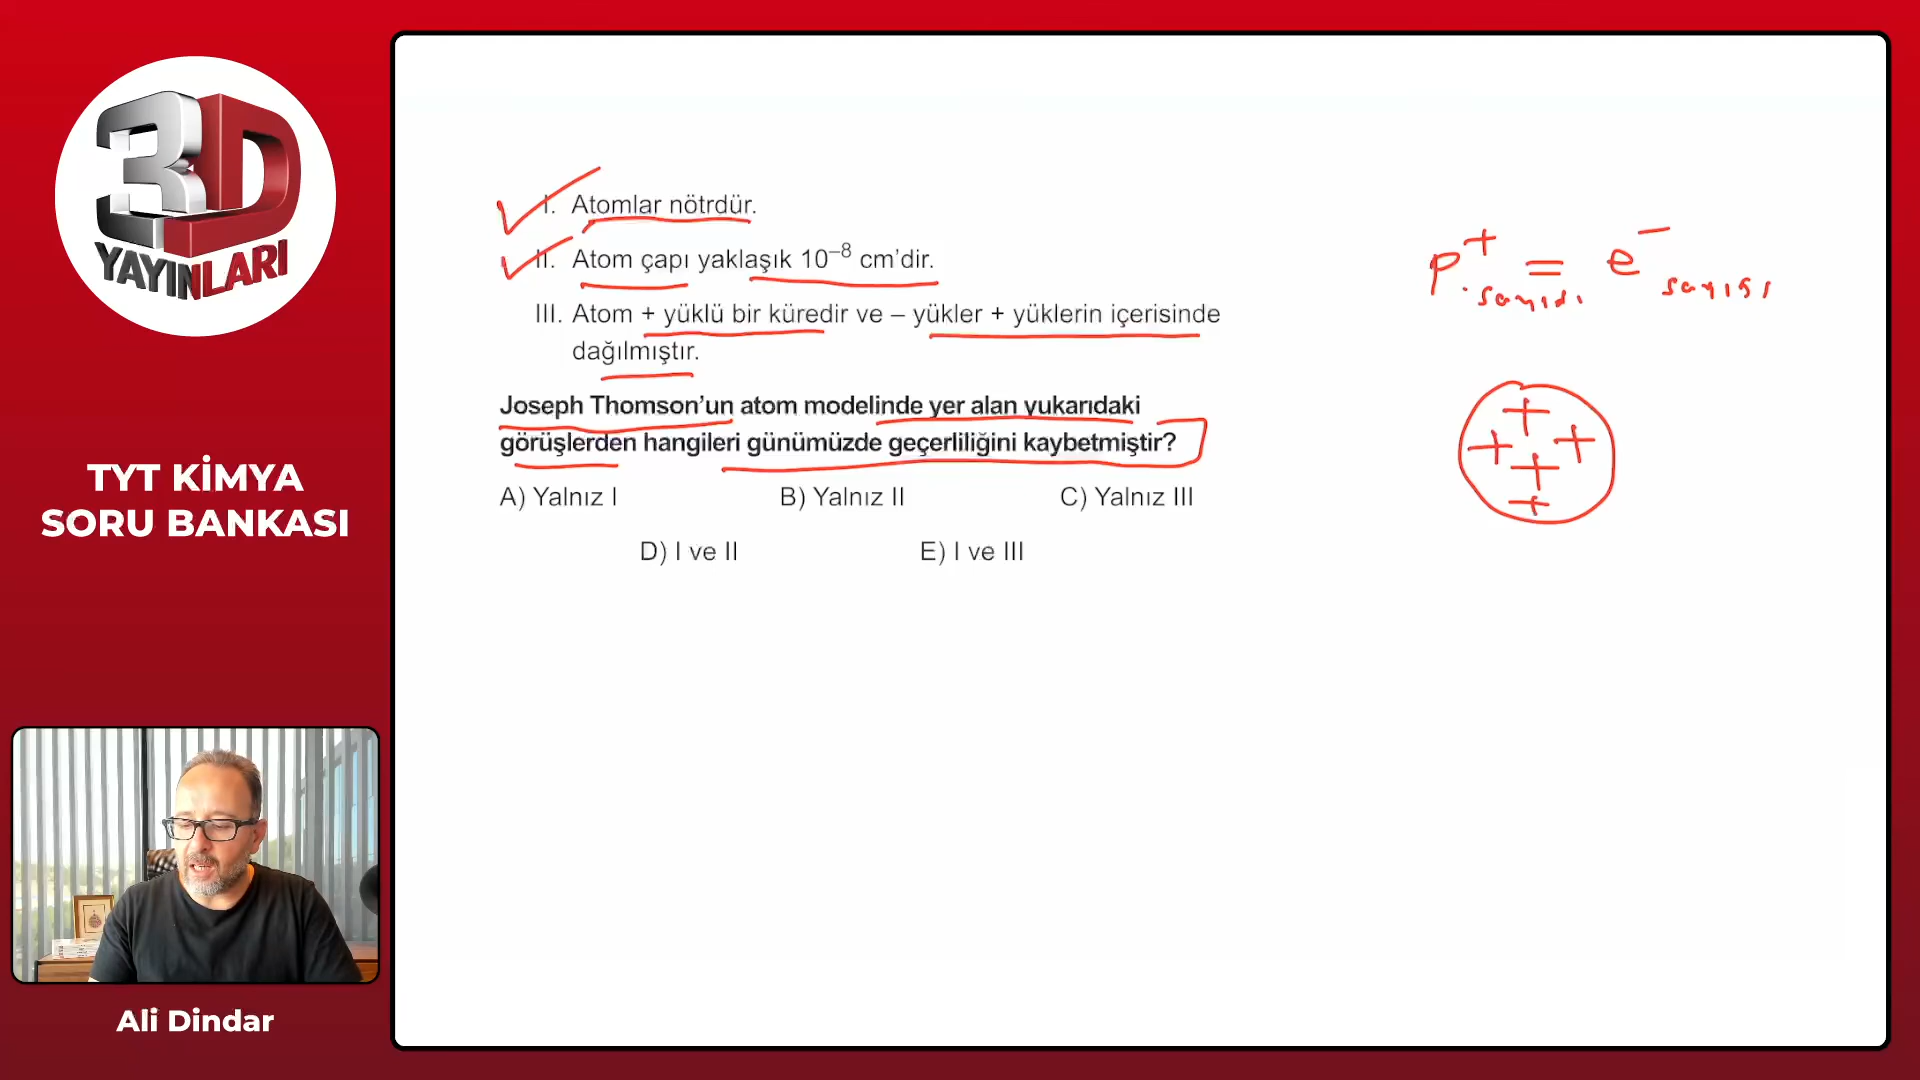 3D
YAYINLARI
TYT KİMYA
SORU BANKASI
Ali Dindar
I. Atomlar nötrdür.
II. Atom çapı yaklaşık 10⁻⁸ cm'dir.
III. Atom + yüklü bir küredir ve – yükler + yüklerin içerisinde
dağılmıştır.
Joseph Thomson'un atom modelinde yer alan yukarıdaki
görüşlerden hangileri günümüzde geçerliliğini kaybetmiştir?
A) Yalnız I B) Yalnız II C) Yalnız III
D) I ve II E) I ve III
P⁺ sayısı = e⁻ sayısı
+
+ +
+
+